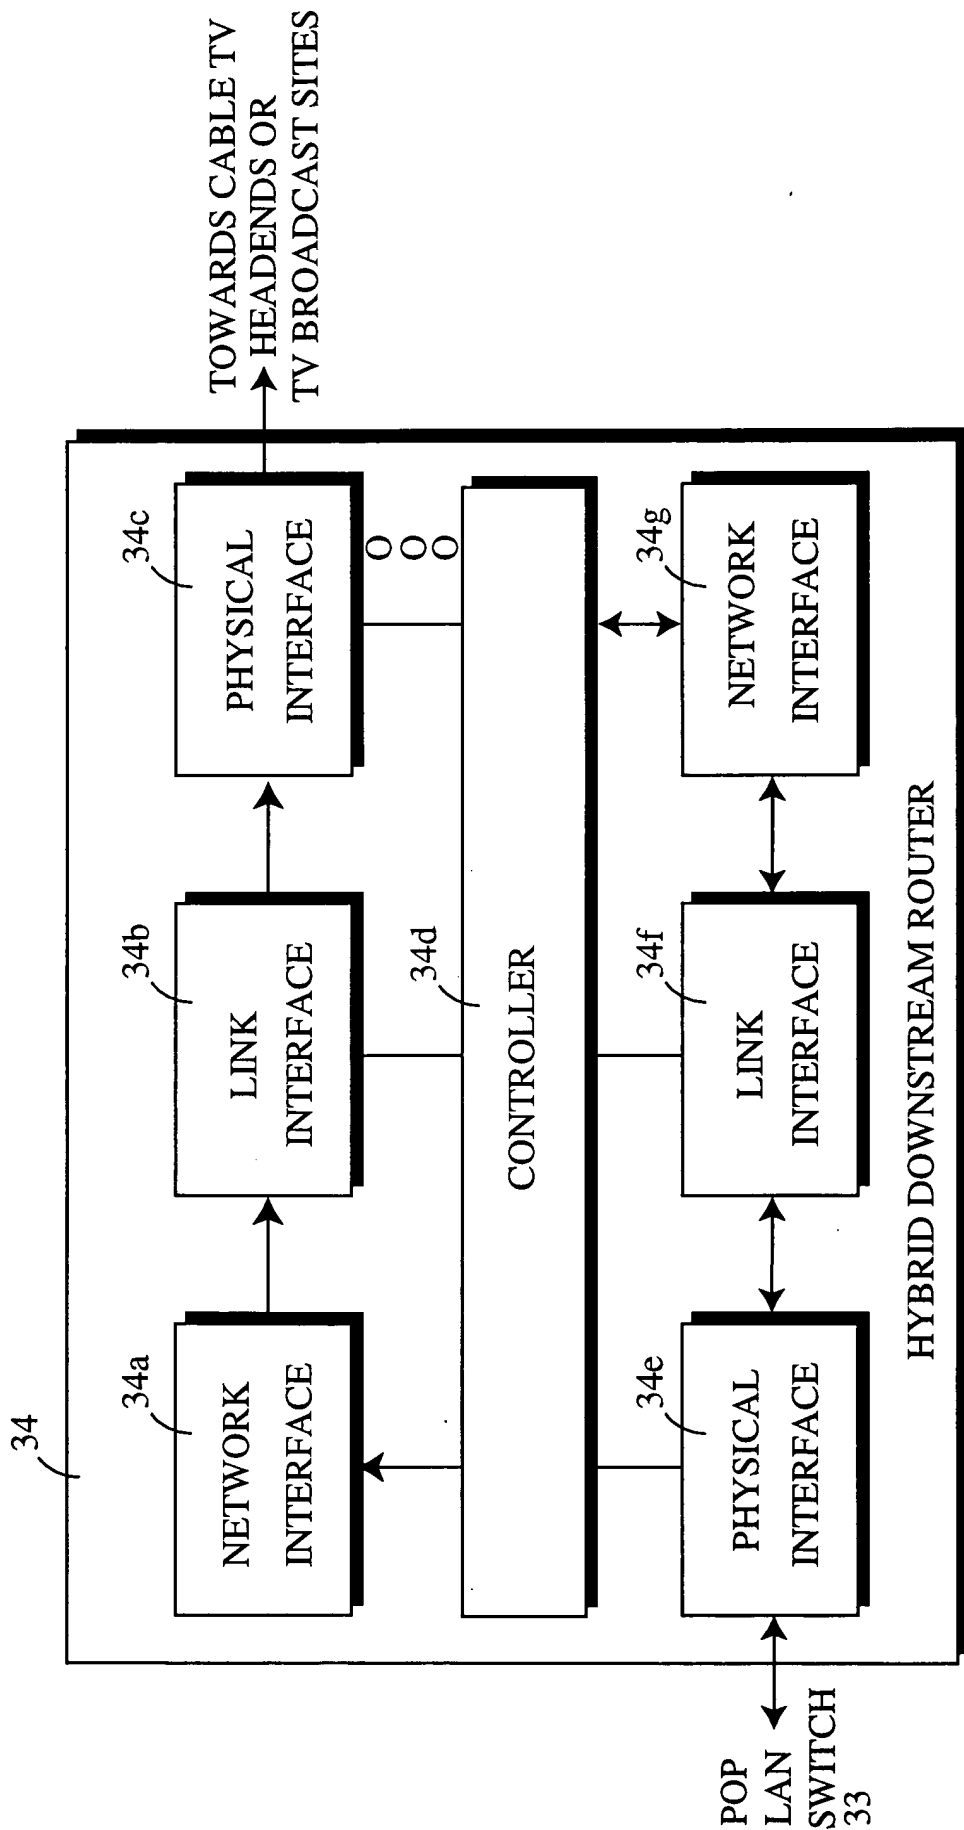 34
34a
NETWORK
INTERFACE
34b
LINK
INTERFACE
34c
PHYSICAL
INTERFACE
TOWARDS CABLE TV
HEADENDS OR
TV BROADCAST SITES
O O O
34d
CONTROLLER
34e
PHYSICAL
INTERFACE
34f
LINK
INTERFACE
34g
NETWORK
INTERFACE
POP
LAN
SWITCH
33
HYBRID DOWNSTREAM ROUTER